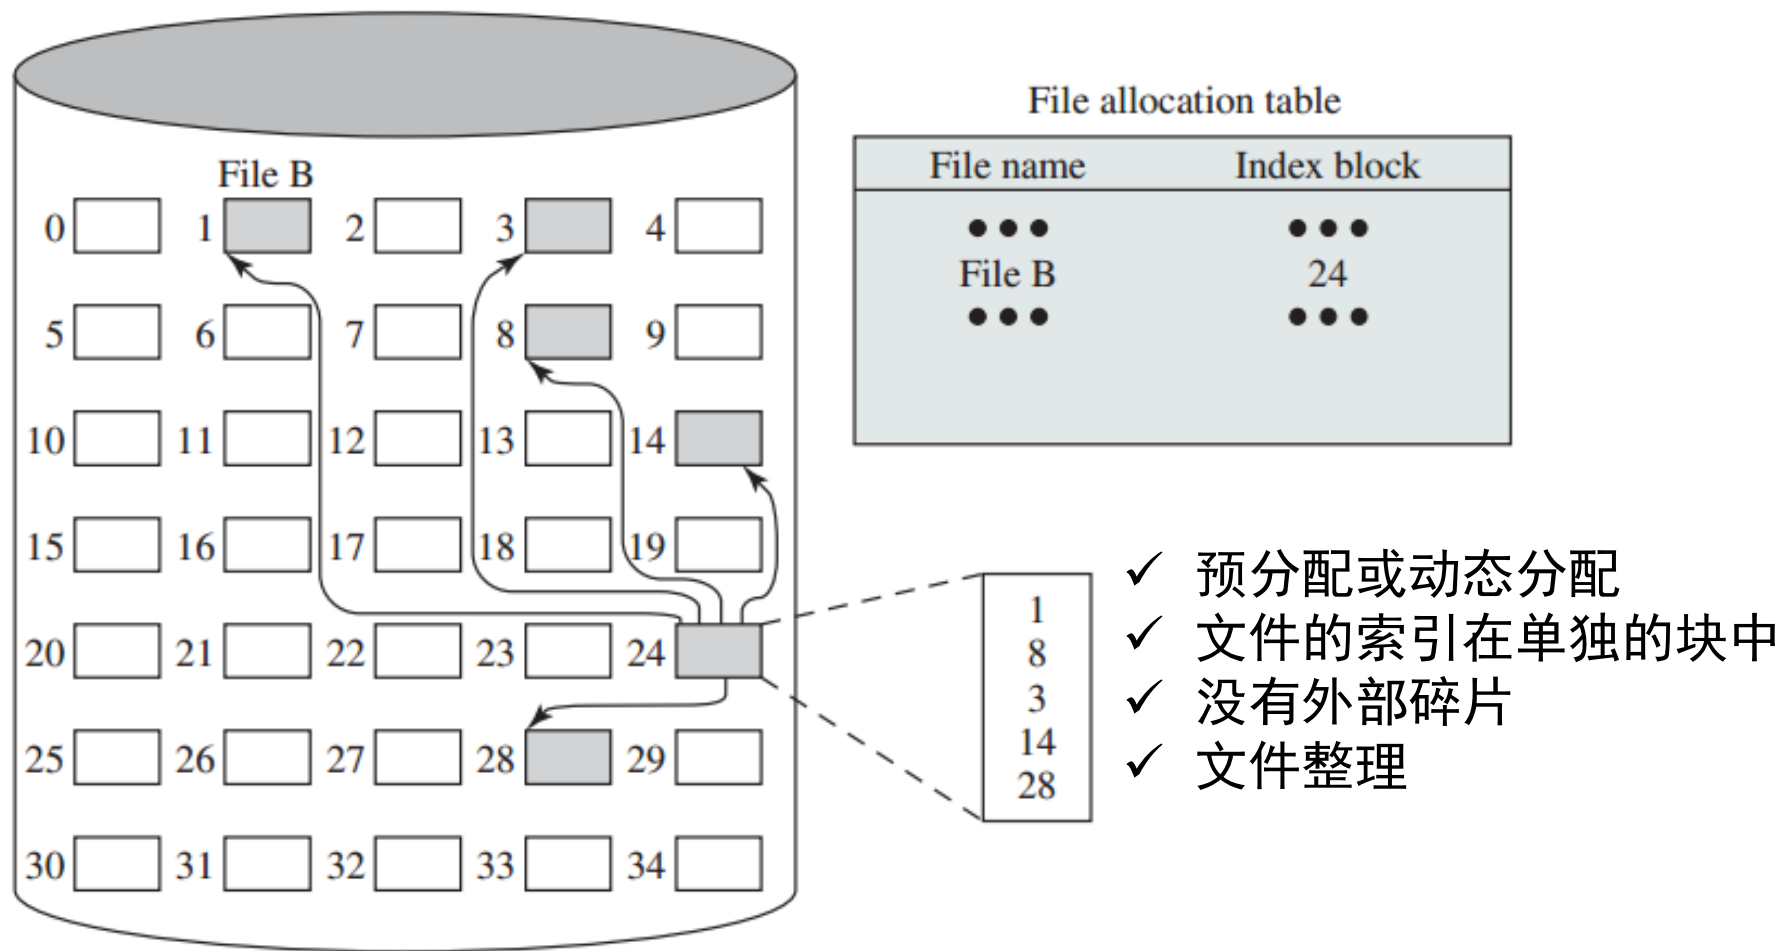 File B
0 1 2 3 4
5 6 7 8 9
10 11 12 13 14
15 16 17 18 19
20 21 22 23 24
25 26 27 28 29
30 31 32 33 34
File allocation table
File name Index block
●●● ●●●
File B 24
●●● ●●●
1
8
3
14
28
✓ 预分配或动态分配
✓ 文件的索引在单独的块中
✓ 没有外部碎片
✓ 文件整理